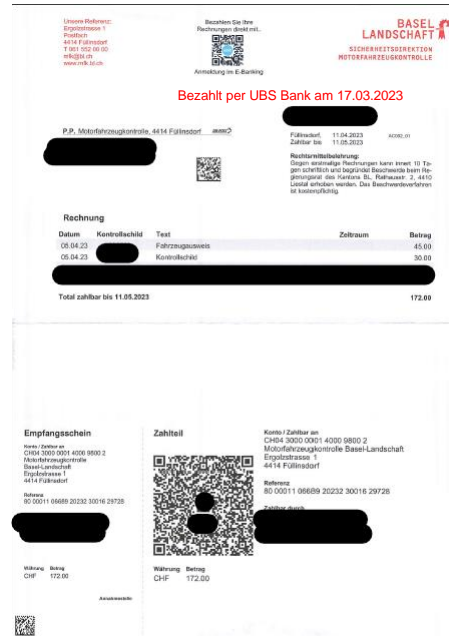 Unsere Referenz:
Ergolzstrasse 1
Postfach
4414 Füllinsdorf
T 061 552 00 00
mfk@bl.ch
www.mfk.bl.ch
Bezahlen Sie Ihre
Rechnungen direkt mit..
Anmeldung im E-Banking
BASEL
LANDSCHAFT
SICHERHEITSDIREKTION
MOTORFAHRZEUGKONTROLLE
Bezahlt per UBS Bank am 17.03.2023
P.P. Motorfahrzeugkontrolle, 4414 Füllinsdorf
Füllinsdorf, 11.04.2023
Zahlbar bis 11.05.2023
Rechtsmittelbelehrung:
Gegen erstmalige Rechnungen kann innert 10 Ta-
gen schriftlich und begründet Beschwerde beim Re-
gierungsrat des Kantons BL, Rathausstr. 2, 4410
Liestal erhoben werden. Das Beschwerdeverfahren
ist kostenpflichtig.
Rechnung
Datum Kontrollschild Text Zeitraum Betrag
05.04.23 Fahrzeugausweis 45.00
05.04.23 Kontrollschild 30.00
Total zahlbar bis 11.05.2023 172.00
Empfangsschein
Konto / Zahlbar an
CH04 3000 0001 4000 9800 2
Motorfahrzeugkontrolle
Basel-Landschaft
Ergolzstrasse 1
4414 Füllinsdorf
Referenz
80 00011 06689 20232 30016 29728
Währung Betrag
CHF 172.00
Annahmestelle
Zahlteil
Währung Betrag
CHF 172.00
Konto / Zahlbar an
CH04 3000 0001 4000 9800 2
Motorfahrzeugkontrolle Basel-Landschaft
Ergolzstrasse 1
4414 Füllinsdorf
Referenz
80 00011 06689 20232 30016 29728
Zahlbar durch